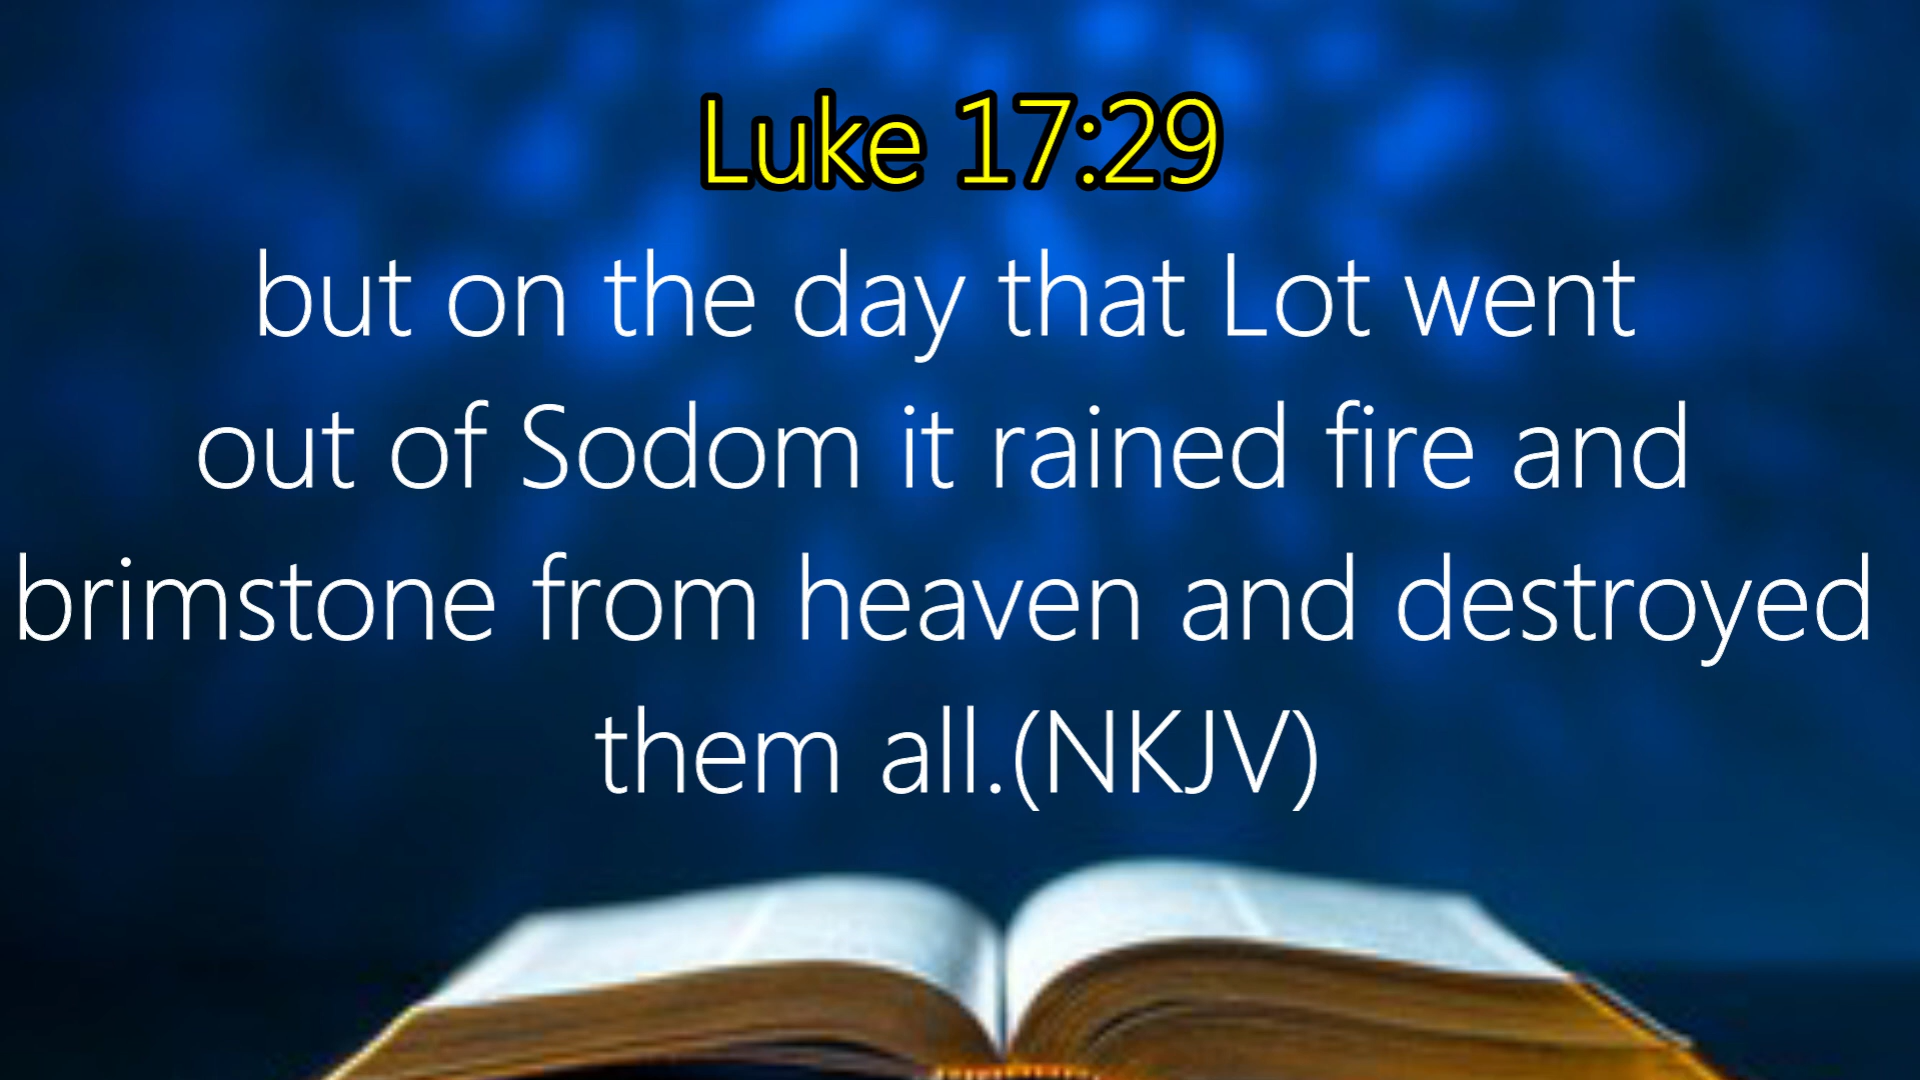 Luke 17:29
but on the day that Lot went
out of Sodom it rained fire and
brimstone from heaven and destroyed
them all.(NKJV)